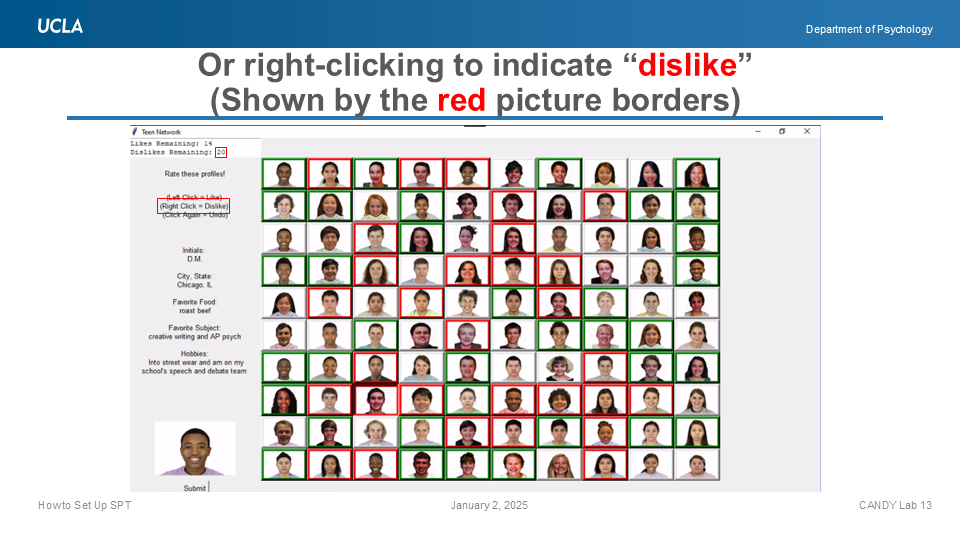 UCLA
Department of Psychology
Or right-clicking to indicate “dislike”
(Shown by the red picture borders)
Teen Network
Likes Remaining: 14
Dislikes Remaining: 20
Rate these profiles!
(Left Click = Like)
(Right Click = Dislike)
(Click Again = Undo)
Initials:
D.M.
City, State:
Chicago, IL
Favorite Food:
roast beef
Favorite Subject:
creative writing and AP psych
Hobbies:
Into street wear and am on my
school's speech and debate team
Submit
Howto Set Up SPT
January 2, 2025
CANDY Lab 13